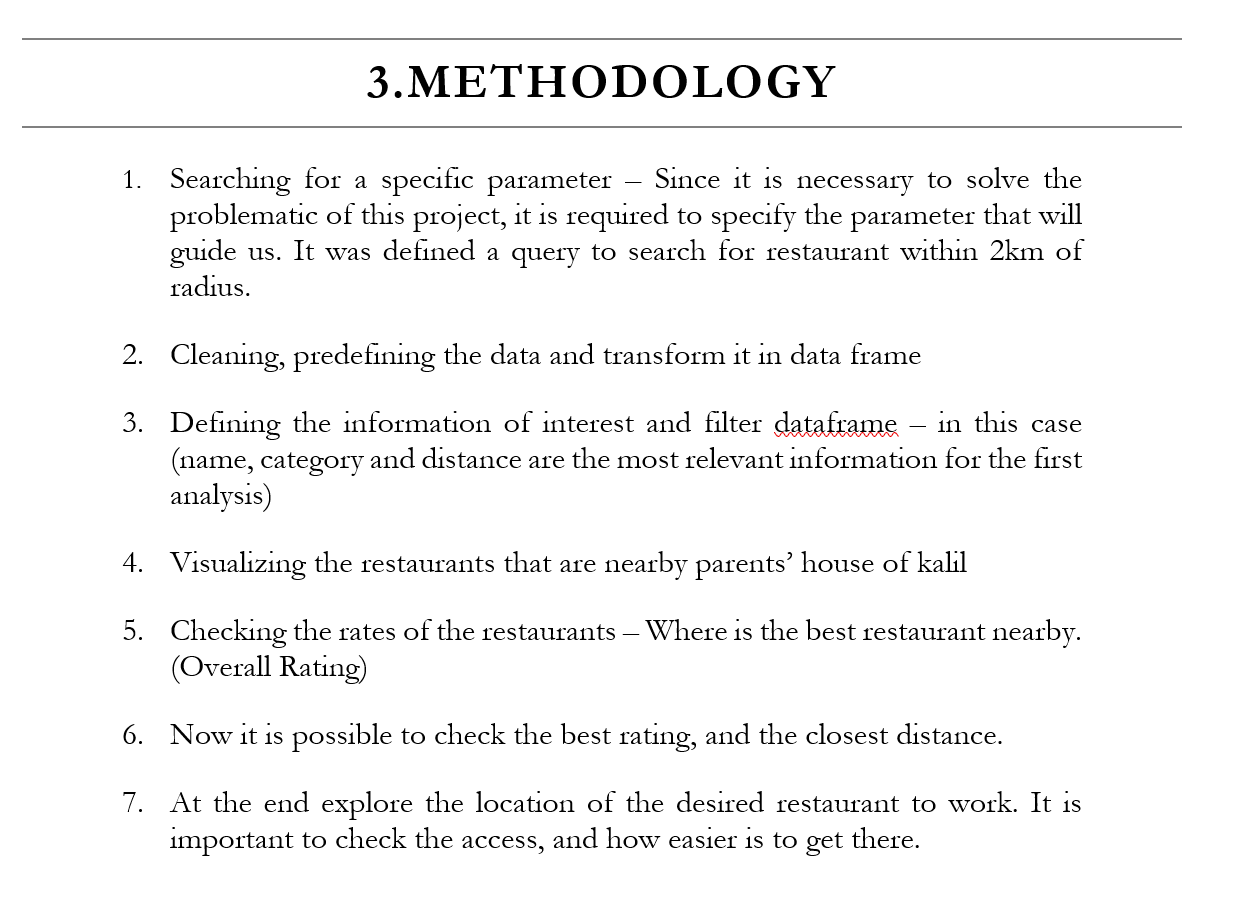 3.METHODOLOGY
1. Searching for a specific parameter – Since it is necessary to solve the
problematic of this project, it is required to specify the parameter that will
guide us. It was defined a query to search for restaurant within 2km of
radius.
2. Cleaning, predefining the data and transform it in data frame
3. Defining the information of interest and filter dataframe – in this case
(name, category and distance are the most relevant information for the first
analysis)
4. Visualizing the restaurants that are nearby parents’ house of kalil
5. Checking the rates of the restaurants – Where is the best restaurant nearby.
(Overall Rating)
6. Now it is possible to check the best rating, and the closest distance.
7. At the end explore the location of the desired restaurant to work. It is
important to check the access, and how easier is to get there.